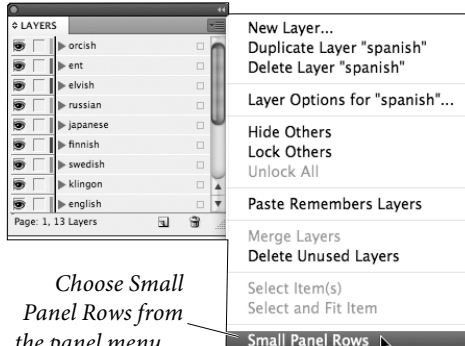 LAYERS
orcish
ent
elvish
russian
japanese
finnish
swedish
klingon
english
Page: 1, 13 Layers
New Layer...
Duplicate Layer "spanish"
Delete Layer "spanish"
Layer Options for "spanish"...
Hide Others
Lock Others
Unlock All
Paste Remembers Layers
Merge Layers
Delete Unused Layers
Select Item(s)
Select and Fit Item
Small Panel Rows
Choose Small
Panel Rows from
the panel menu